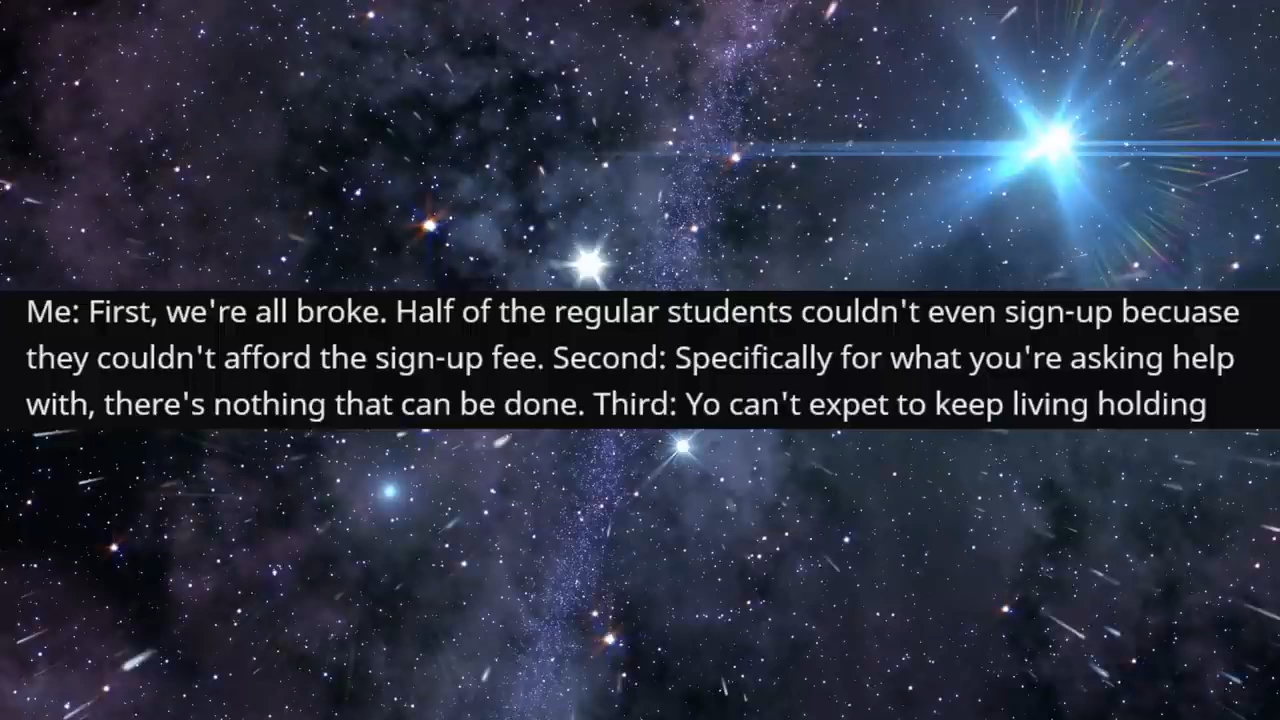 Me: First, we're all broke. Half of the regular students couldn't even sign-up becuase
they couldn't afford the sign-up fee. Second: Specifically for what you're asking help
with, there's nothing that can be done. Third: Yo can't expet to keep living holding